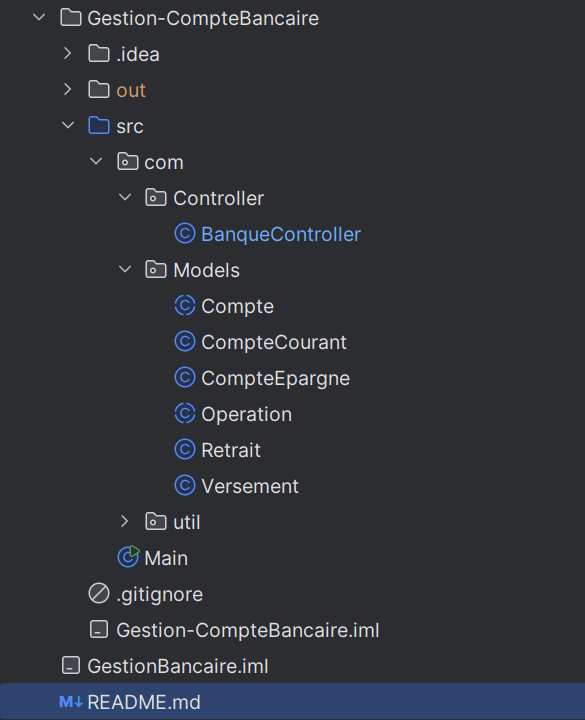 Gestion-CompteBancaire
.idea
out
src
com
Controller
C BanqueController
Models
C Compte
C CompteCourant
C CompteEpargne
C Operation
C Retrait
C Versement
util
C Main
.gitignore
Gestion-CompteBancaire.iml
GestionBancaire.iml
M↓ README.md